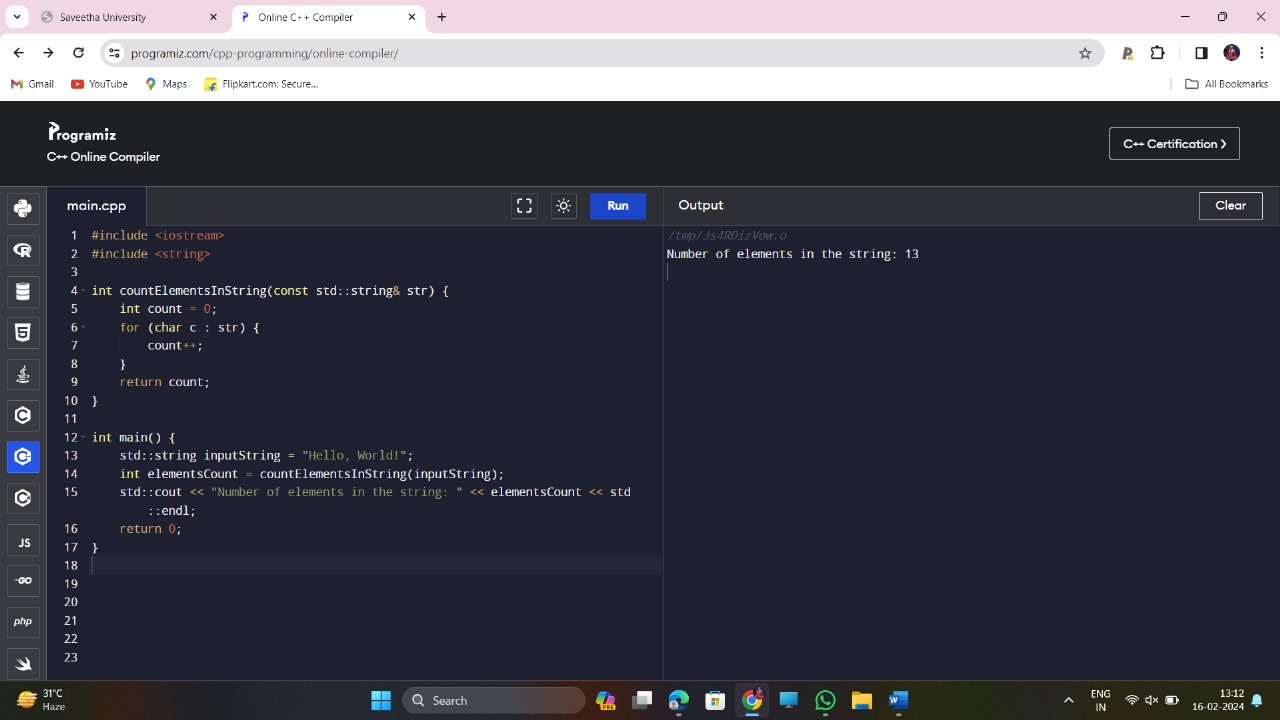 Saveetha University
Online C++ Compiler
programiz.com/cpp-programming/online-compiler/
Gmail
YouTube
Maps
Flipkart.com: Secure...
All Bookmarks
Programiz
C++ Online Compiler
C++ Certification
main.cpp
Run
Output
Clear
1 #include <iostream>
2 #include <string>
3
4 int countElementsInString(const std::string& str) {
5 int count = 0;
6 for (char c : str) {
7 count++;
8 }
9 return count;
10 }
11
12 int main() {
13 std::string inputString = "Hello, World!";
14 int elementsCount = countElementsInString(inputString);
15 std::cout << "Number of elements in the string: " << elementsCount << std
::endl;
16 return 0;
17 }
18
19
20
21
22
23
/tmp/Js4RDizVow.o
Number of elements in the string: 13
JS
GO
php
31°C
Haze
Search
PRE
ENG
IN
13:12
16-02-2024